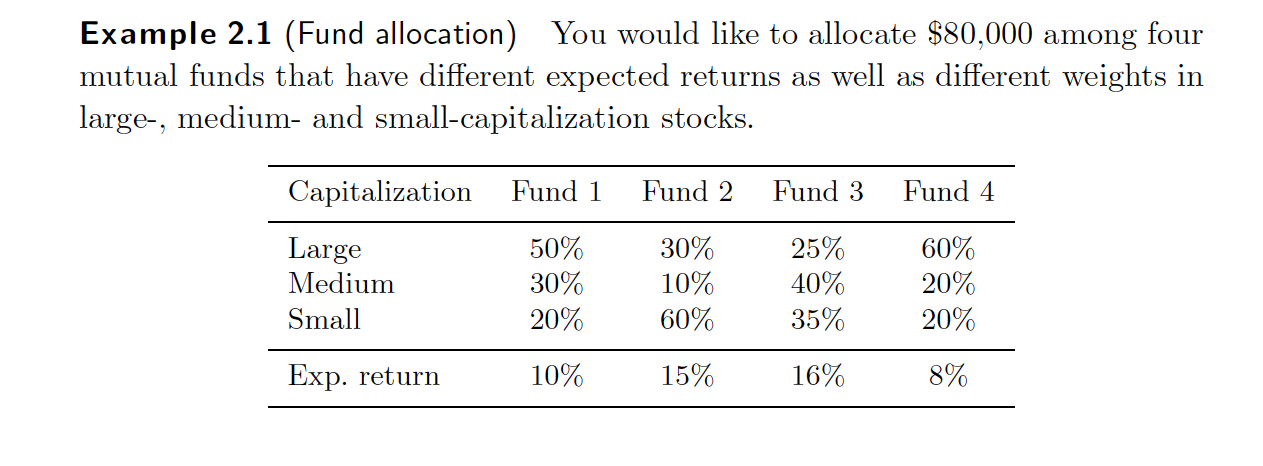 Example 2.1 (Fund allocation) You would like to allocate $80,000 among four
mutual funds that have different expected returns as well as different weights in
large-, medium- and small-capitalization stocks.
Capitalization Fund 1 Fund 2 Fund 3 Fund 4
Large 50% 30% 25% 60%
Medium 30% 10% 40% 20%
Small 20% 60% 35% 20%
Exp. return 10% 15% 16% 8%